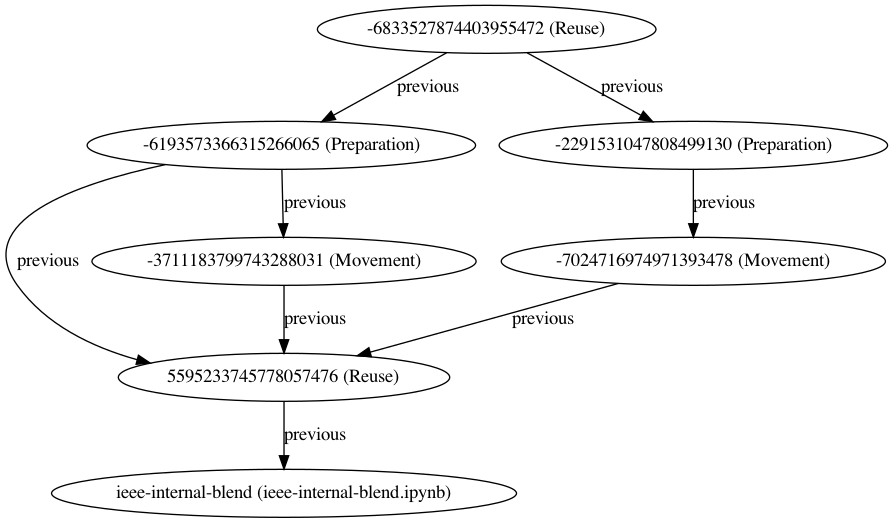 -6833527874403955472 (Reuse)
previous
previous
-6193573366315266065 (Preparation)
-2291531047808499130 (Preparation)
previous
previous
previous
-3711183799743288031 (Movement)
-7024716974971393478 (Movement)
previous
previous
5595233745778057476 (Reuse)
previous
ieee-internal-blend (ieee-internal-blend.ipynb)